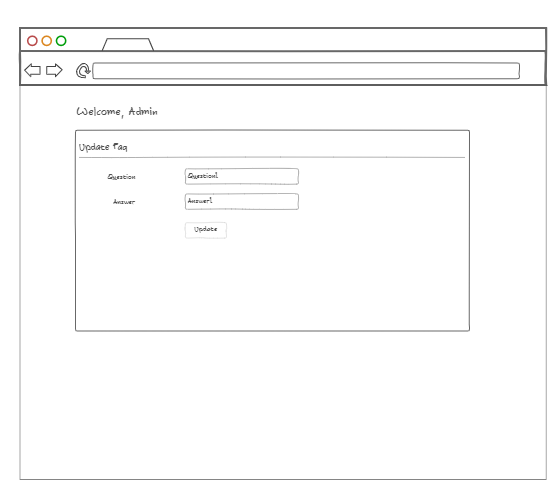 Welcome, Admin
Update Faq
Question Question1
Answer Answer1
Update